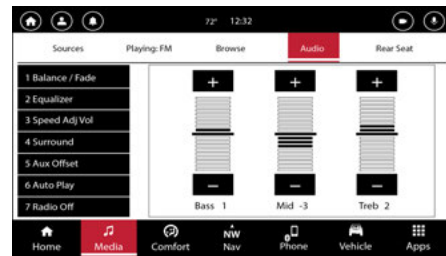 72° 12:32
Sources Playing: FM Browse Audio Rear Seat
1 Balance / Fade
2 Equalizer
3 Speed Adj Vol
4 Surround
5 Aux Offset
6 Auto Play
7 Radio Off
+ + +
− − −
Bass 1 Mid -3 Treb 2
NW
Home Media Comfort Nav Phone Vehicle Apps